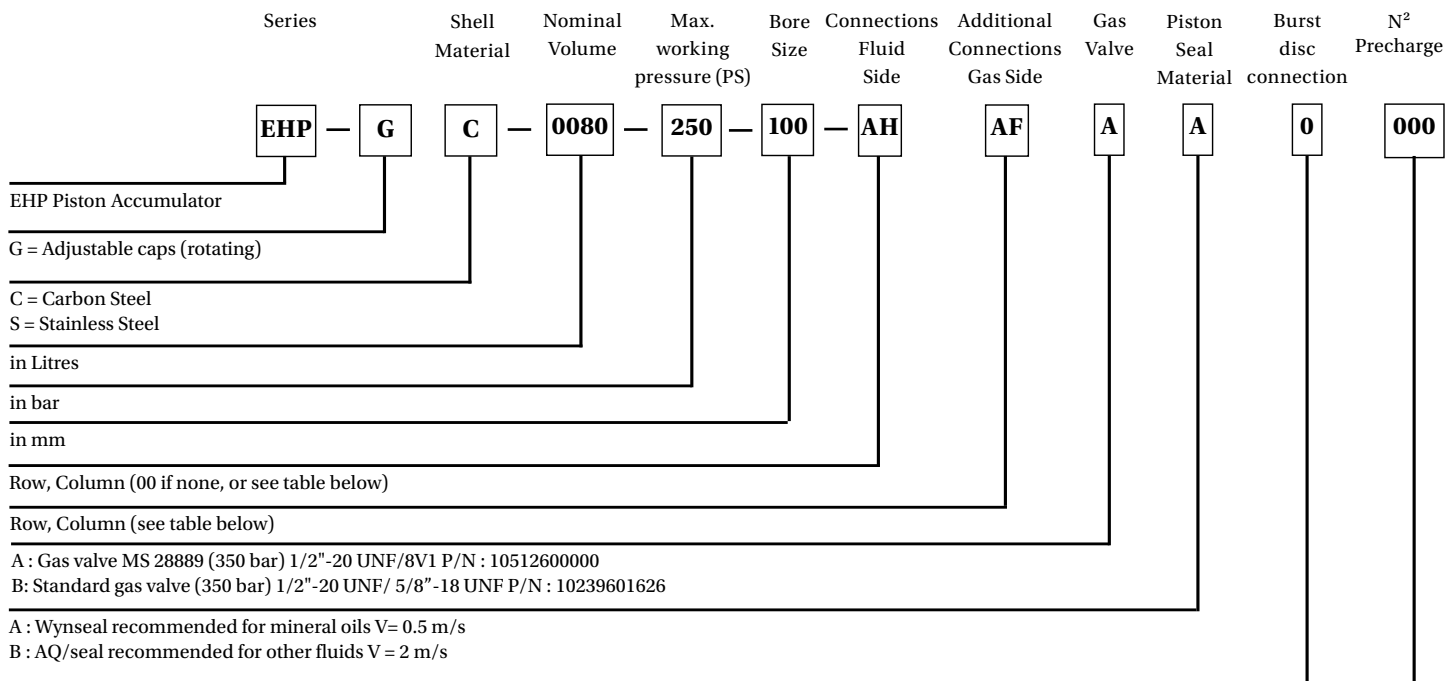 Series Shell Nominal Max. Bore Connections Additional Gas Piston Burst N²
Material Volume working Size Fluid Connections Valve Seal disc Precharge
pressure (PS) Side Gas Side Material connection
EHP — G C — 0080 — 250 — 100 — AH AF A A 0 000
EHP Piston Accumulator
G = Adjustable caps (rotating)
C = Carbon Steel
S = Stainless Steel
in Litres
in bar
in mm
Row, Column (00 if none, or see table below)
Row, Column (see table below)
A : Gas valve MS 28889 (350 bar) 1/2"-20 UNF/8V1 P/N : 10512600000
B: Standard gas valve (350 bar) 1/2"-20 UNF/ 5/8”-18 UNF P/N : 10239601626
A : Wynseal recommended for mineral oils V= 0.5 m/s
B : AQ/seal recommended for other fluids V = 2 m/s